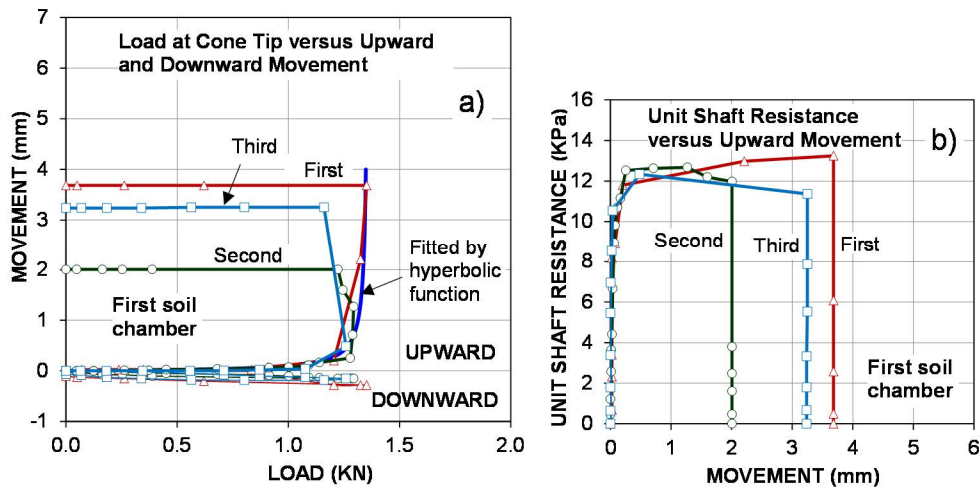 Load at Cone Tip versus Upward
and Downward Movement
a)
Third
First
Second
Fitted by
hyperbolic
function
First soil
chamber
UPWARD
DOWNWARD
7
6
5
4
3
2
1
0
-1
MOVEMENT (mm)
0.0 0.5 1.0 1.5 2.0
LOAD (KN)
Unit Shaft Resistance
versus Upward Movement
b)
Second Third First
First soil
chamber
16
14
12
10
8
6
4
2
0
UNIT SHAFT RESISTANCE (KPa)
0 1 2 3 4 5 6
MOVEMENT (mm)